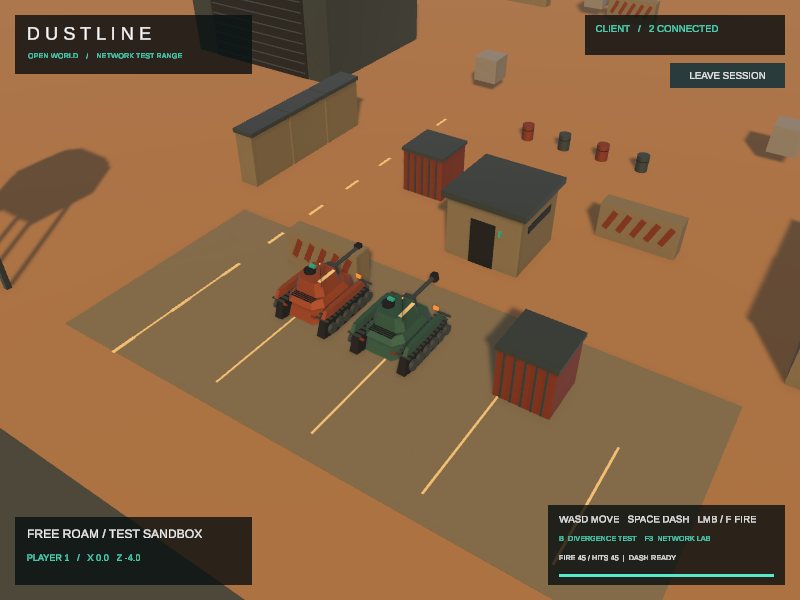 DUSTLINE
OPEN WORLD / NETWORK TEST RANGE
CLIENT / 2 CONNECTED
LEAVE SESSION
FREE ROAM / TEST SANDBOX
PLAYER 1 / X 0.0 Z -4.0
WASD MOVE SPACE DASH LMB / F FIRE
B DIVERGENCE TEST F3 NETWORK LAB
FIRE 45 / HITS 45 | DASH READY